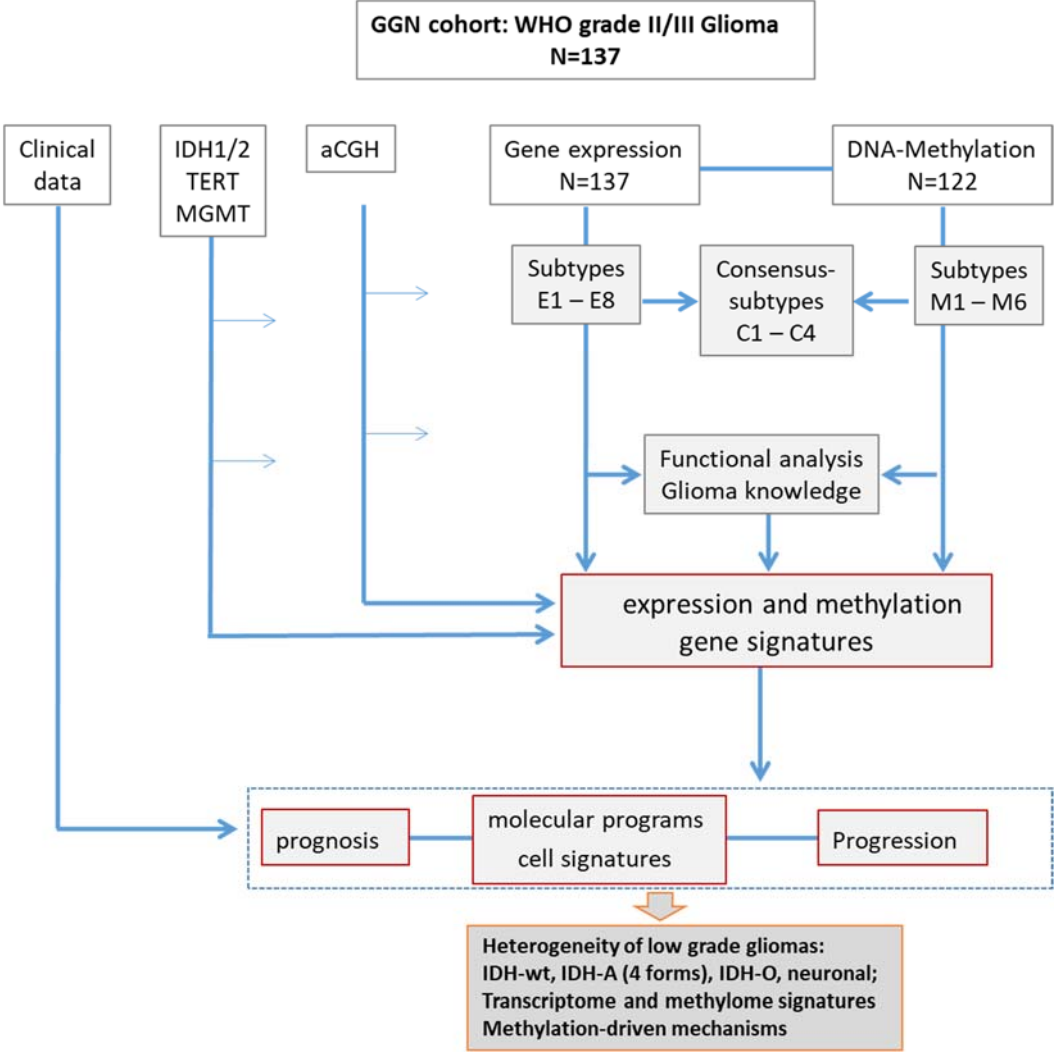 GGN cohort: WHO grade II/III Glioma
N=137
Clinical
data
IDH1/2
TERT
MGMT
aCGH
Gene expression
N=137
DNA-Methylation
N=122
Subtypes
E1 – E8
Consensus-
subtypes
C1 – C4
Subtypes
M1 – M6
Functional analysis
Glioma knowledge
expression and methylation
gene signatures
prognosis
molecular programs
cell signatures
Progression
Heterogeneity of low grade gliomas:
IDH-wt, IDH-A (4 forms), IDH-O, neuronal;
Transcriptome and methylome signatures
Methylation-driven mechanisms